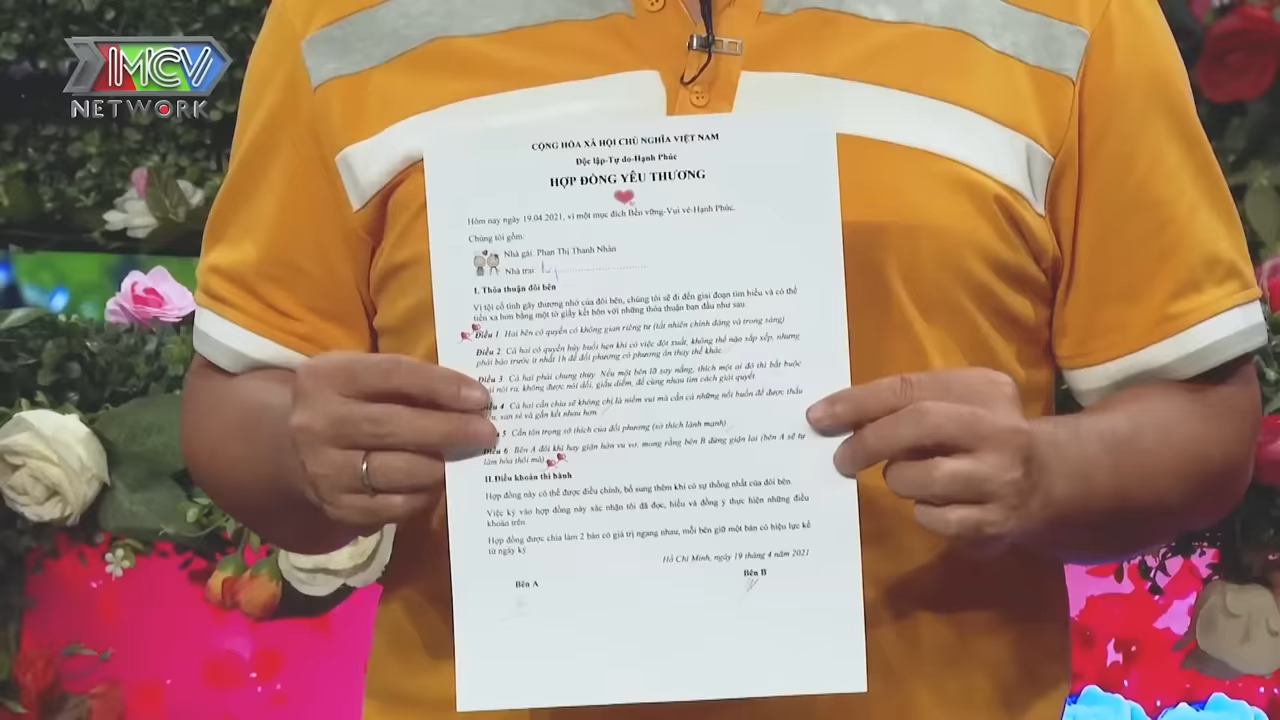 MCV
NETWORK
CỘNG HÒA XÃ HỘI CHỦ NGHĨA VIỆT NAM
Độc lập-Tự do-Hạnh Phúc
HỢP ĐỒNG YÊU THƯƠNG
Hôm nay ngày 19.04.2021, vì một mục đích Bền vững-Vui vẻ-Hạnh Phúc.
Chúng tôi gồm:
Nhà gái: Phan Thị Thanh Nhàn
Nhà trai:
I. Thỏa thuận đôi bên
Vì tội cố tình gây thương nhớ của đôi bên, chúng tôi sẽ đi đến giai đoạn tìm hiểu và có thể
tiến xa hơn bằng một tờ giấy kết hôn với những thỏa thuận ban đầu như sau:
Điều 1. Hai bên có quyền có không gian riêng tư (tất nhiên chính đáng và trong sáng)
Điều 2. Cả hai có quyền hủy buổi hẹn khi có việc đột xuất, không thể nào sắp xếp, nhưng
phải báo trước ít nhất 1h để đối phương có phương án thay thế khác.
Điều 3. Cả hai phải chung thủy. Nếu một bên lỡ say nắng, thích một ai đó thì bắt buộc
nói ra, không được nói dối, giấu diếm, để cùng nhau tìm cách giải quyết.
4. Cả hai cần chia sẻ không chỉ là niềm vui mà cần cả những nỗi buồn để được thấu
san sẻ và gắn kết nhau hơn.
5. Cần tôn trọng sở thích của đối phương (sở thích lành mạnh)
Điều 6. Bên A đôi khi hay giận hờn vu vơ, mong rằng bên B đừng giận lại (bên A sẽ tự
làm hòa thôi mà)
II. Điều khoản thi hành
Hợp đồng này có thể được điều chỉnh, bổ sung thêm khi có sự thống nhất của đôi bên.
Việc ký vào hợp đồng này xác nhận tôi đã đọc, hiểu và đồng ý thực hiện những điều
khoản trên.
Hợp đồng được chia làm 2 bản có giá trị ngang nhau, mỗi bên giữ một bản có hiệu lực kể
từ ngày ký.
Hồ Chí Minh, ngày 19 tháng 4 năm 2021
Bên A
Bên B